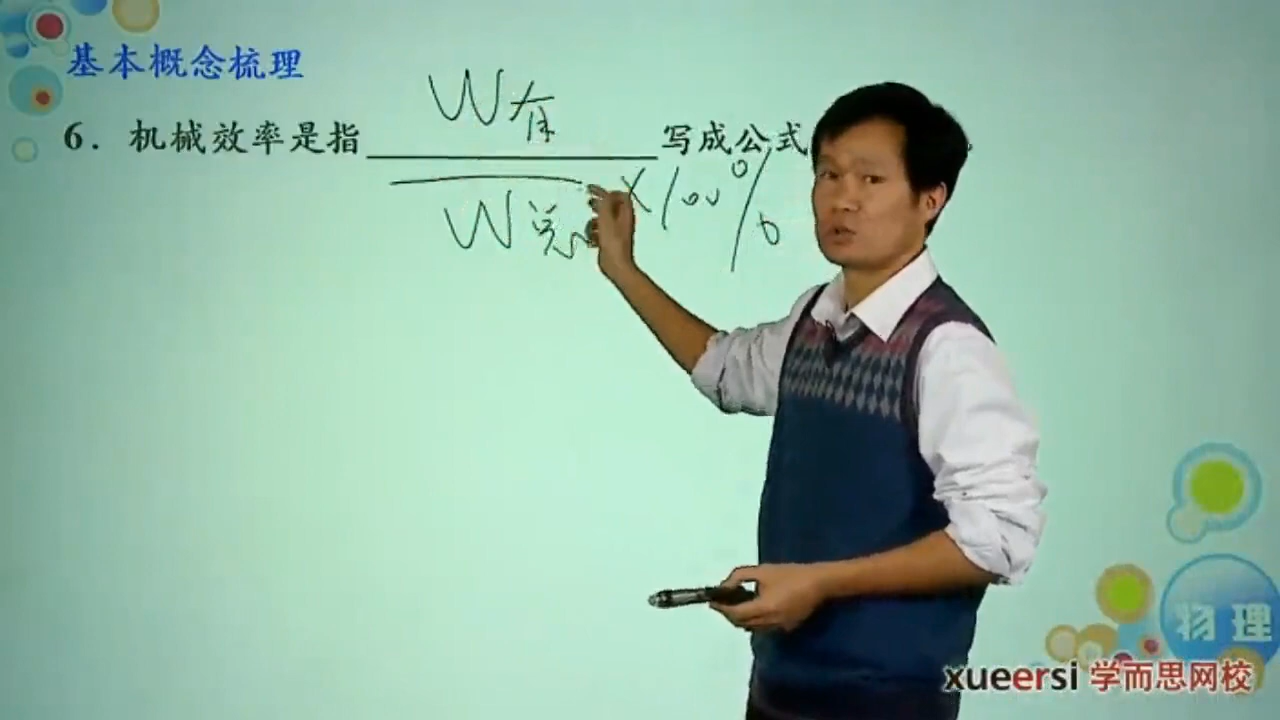 基本概念梳理
W有
6．机械效率是指 写成公式
×100%
W总
物理
xueersi 学而思网校